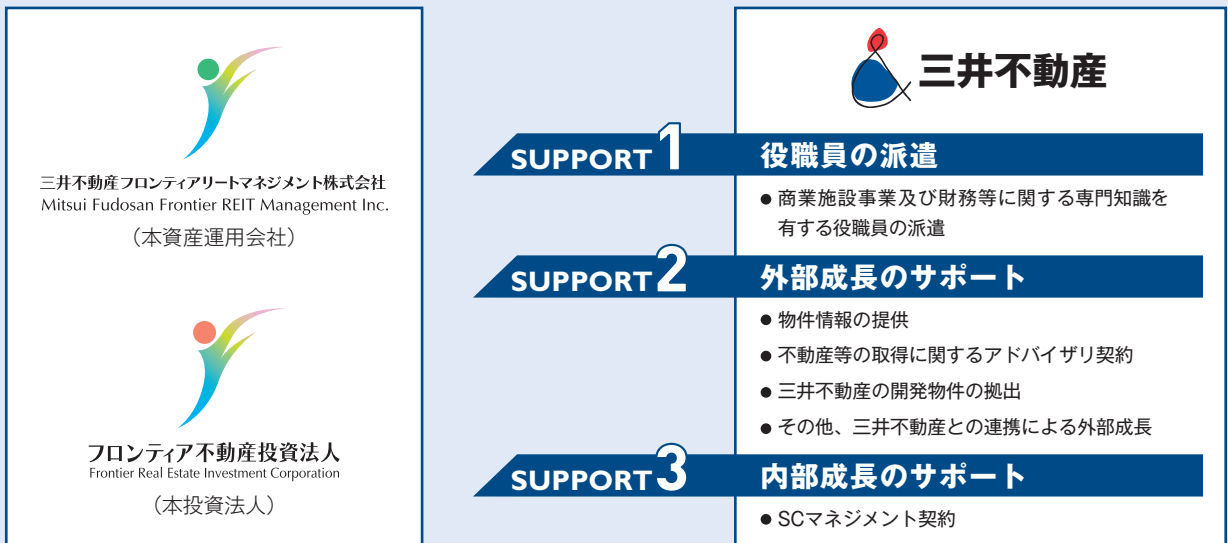 三井不動産フロンティアリートマネジメント株式会社
Mitsui Fudosan Frontier REIT Management Inc.
（本資産運用会社）
フロンティア不動産投資法人
Frontier Real Estate Investment Corporation
（本投資法人）
三井不動産
SUPPORT 1 役職員の派遣
● 商業施設事業及び財務等に関する専門知識を
有する役職員の派遣
SUPPORT 2 外部成長のサポート
● 物件情報の提供
● 不動産等の取得に関するアドバイザリ契約
● 三井不動産の開発物件の拠出
● その他、三井不動産との連携による外部成長
SUPPORT 3 内部成長のサポート
● SCマネジメント契約